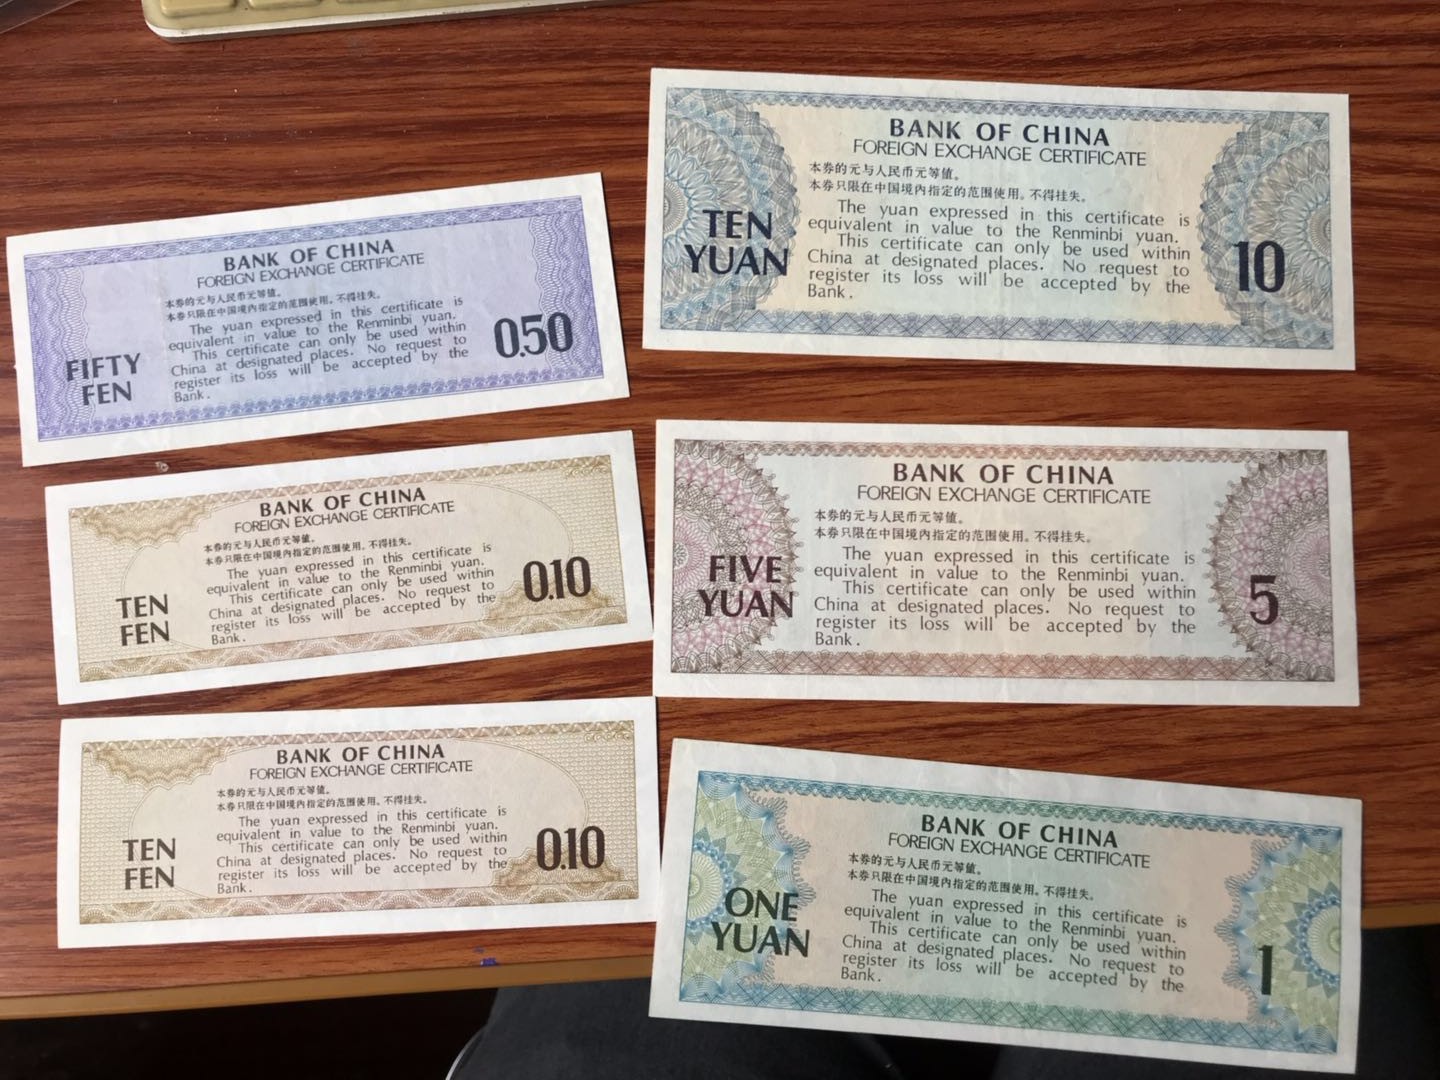 BANK OF CHINA
FOREIGN EXCHANGE CERTIFICATE
本券的元与人民币元等值。
本券只限在中国境内指定的范围使用。不得挂失。
The yuan expressed in this certificate is
equivalent in value to the Renminbi yuan.
This certificate can only be used within
China at designated places. No request to
register its loss will be accepted by the
Bank.
FIFTY
FEN
0.50
BANK OF CHINA
FOREIGN EXCHANGE CERTIFICATE
本券的元与人民币元等值。
本券只限在中国境内指定的范围使用。不得挂失。
The yuan expressed in this certificate is
equivalent in value to the Renminbi yuan.
This certificate can only be used within
China at designated places. No request to
register its loss will be accepted by the
Bank.
TEN
FEN
0.10
BANK OF CHINA
FOREIGN EXCHANGE CERTIFICATE
本券的元与人民币元等值。
本券只限在中国境内指定的范围使用。不得挂失。
The yuan expressed in this certificate is
equivalent in value to the Renminbi yuan.
This certificate can only be used within
China at designated places. No request to
register its loss will be accepted by the
Bank.
TEN
FEN
0.10
BANK OF CHINA
FOREIGN EXCHANGE CERTIFICATE
本券的元与人民币元等值。
本券只限在中国境内指定的范围使用。不得挂失。
The yuan expressed in this certificate is
equivalent in value to the Renminbi yuan.
This certificate can only be used within
China at designated places. No request to
register its loss will be accepted by the
Bank.
TEN
YUAN
10
BANK OF CHINA
FOREIGN EXCHANGE CERTIFICATE
本券的元与人民币元等值。
本券只限在中国境内指定的范围使用。不得挂失。
The yuan expressed in this certificate is
equivalent in value to the Renminbi yuan.
This certificate can only be used within
China at designated places. No request to
register its loss will be accepted by the
Bank.
FIVE
YUAN
5
BANK OF CHINA
FOREIGN EXCHANGE CERTIFICATE
本券的元与人民币元等值。
本券只限在中国境内指定的范围使用。不得挂失。
The yuan expressed in this certificate is
equivalent in value to the Renminbi yuan.
This certificate can only be used within
China at designated places. No request to
register its loss will be accepted by the
Bank.
ONE
YUAN
1